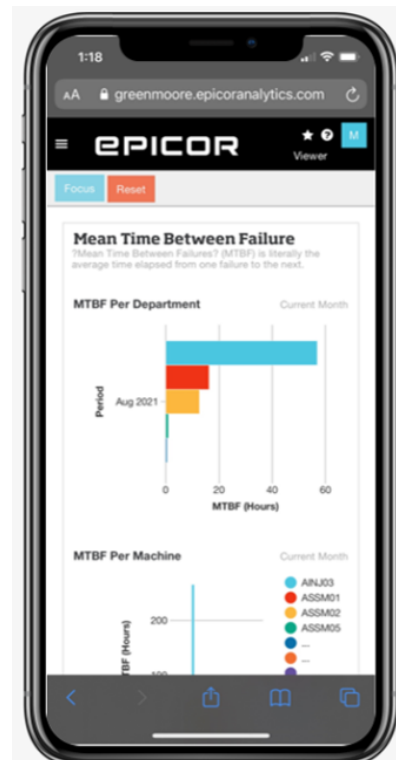 1:18
AA greenmoore.epicoranalytics.com
EPICOR
Viewer
M
Focus Reset
Mean Time Between Failure
?Mean Time Between Failures? (MTBF) is literally the
average time elapsed from one failure to the next.
MTBF Per Department Current Month
Period
Aug 2021
0 20 40 60
MTBF (Hours)
MTBF Per Machine Current Month
AINJ03
ASSM01
ASSM02
ASSM05
...
...
200
BF (Hours)